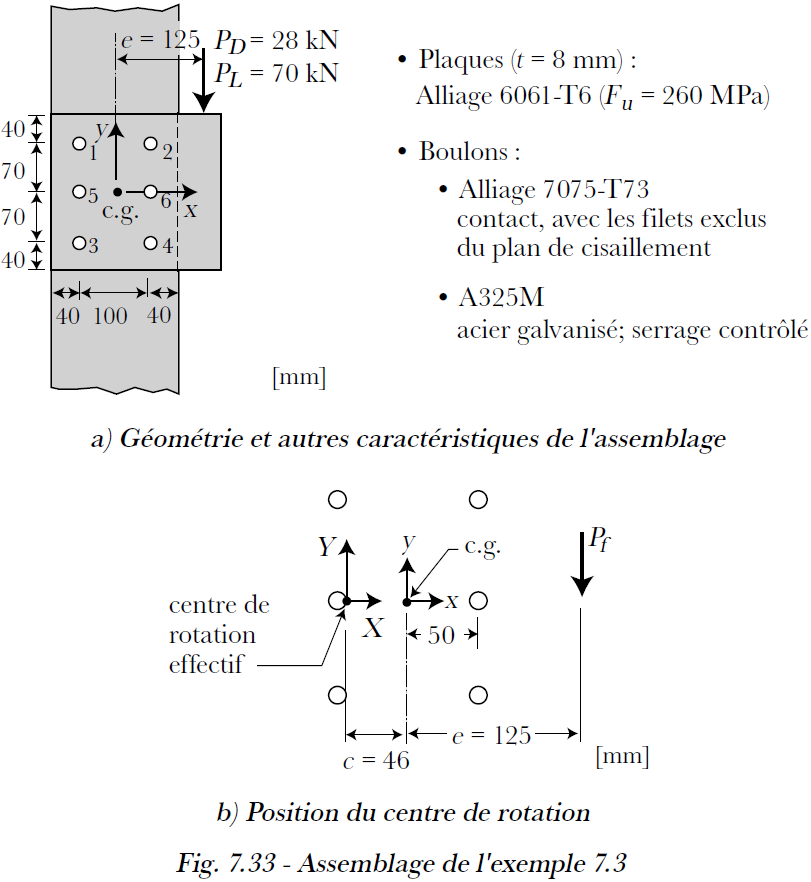 e = 125
P_D = 28 kN
P_L = 70 kN
40
70
70
40
y
1
2
5
6
c.g.
x
3
4
40
100
40
[mm]
• Plaques (t = 8 mm) :
Alliage 6061-T6 (F_u = 260 MPa)
• Boulons :
• Alliage 7075-T73
contact, avec les filets exclus
du plan de cisaillement
• A325M
acier galvanisé; serrage contrôlé
a) Géométrie et autres caractéristiques de l'assemblage
Y
y
c.g.
P_f
X
x
centre de
rotation
effectif
50
e = 125
c = 46
[mm]
b) Position du centre de rotation
Fig. 7.33 - Assemblage de l'exemple 7.3